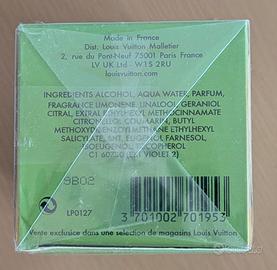 Made in France
Dist. Louis Vuitton Malletier
2, rue du Pont-Neuf 75001 Paris France
LV UK Ltd - W1S 2RU
louisvuitton.com
INGREDIENTS ALCOHOL, AQUA WATER, PARFUM,
FRAGRANCE LIMONENE, LINALOOL, GERANIOL
CITRAL, ETHYLHEXYL METHOXYCINNAMATE
CITRONELLOL, COUMARIN, BUTYL
METHOXYDIBENZOYLMETHANE ETHYLHEXYL
SALICYLATE, BHT, EUGENOL FARNESOL,
ISOEUGENOL, TOCOPHEROL
C1 60730 (EXT VIOLET 2)
9B02
LP0127
3 701002 701953
Vente exclusive dans une sélection de magasins Louis Vuitton